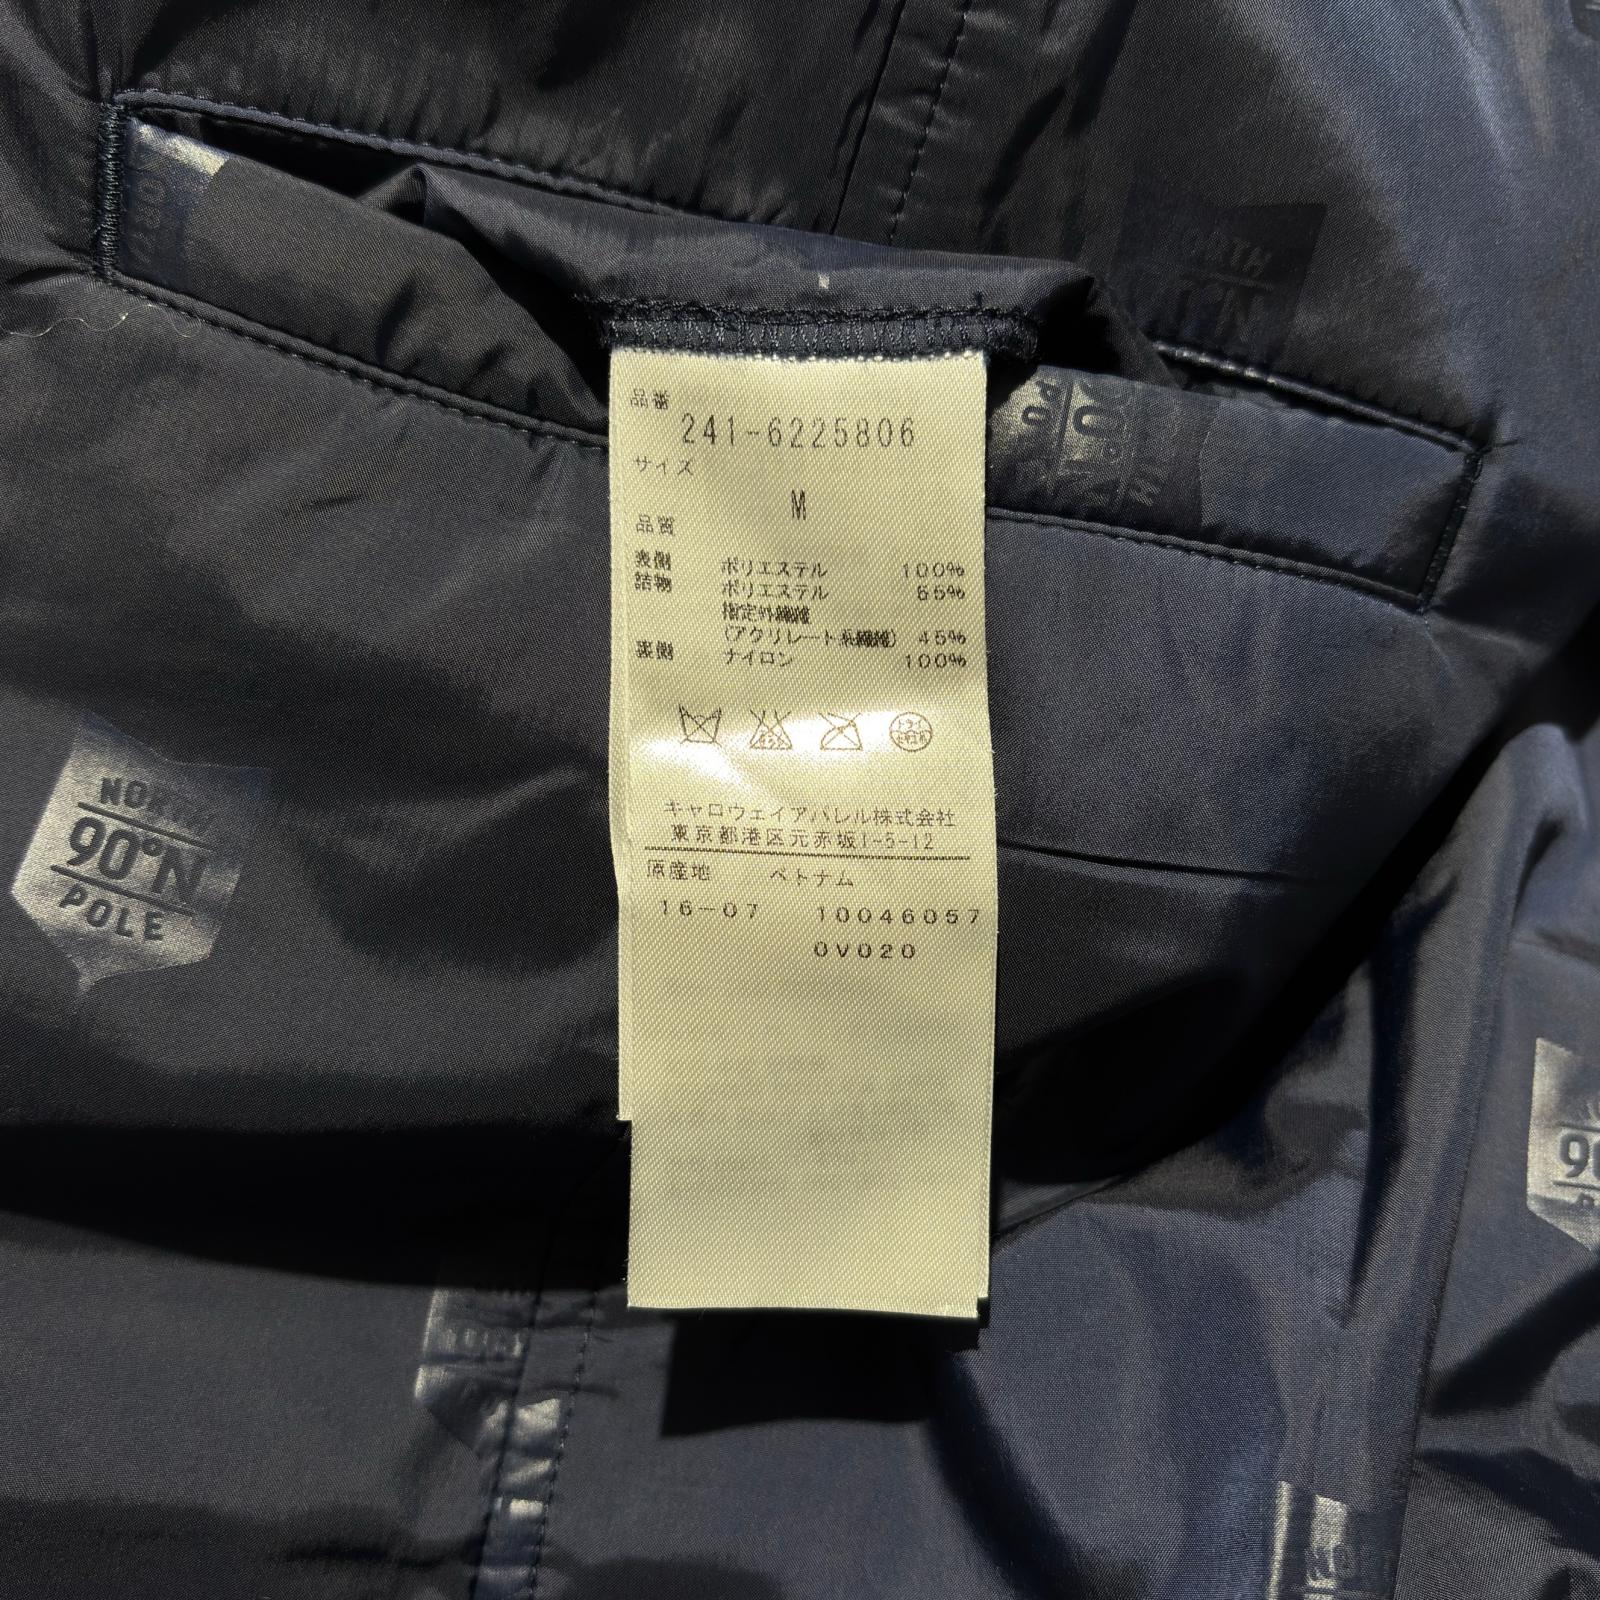 品番
241-6225806
サイズ
M
品質
表側 ポリエステル 100%
詰物 ポリエステル 55%
指定外繊維
(アクリレート系繊維) 45%
裏側 ナイロン 100%
キャロウェイアパレル株式会社
東京都港区元赤坂1-5-12
原産地 ベトナム
16-07 10046057
0V020
NORTH
90°N
POLE